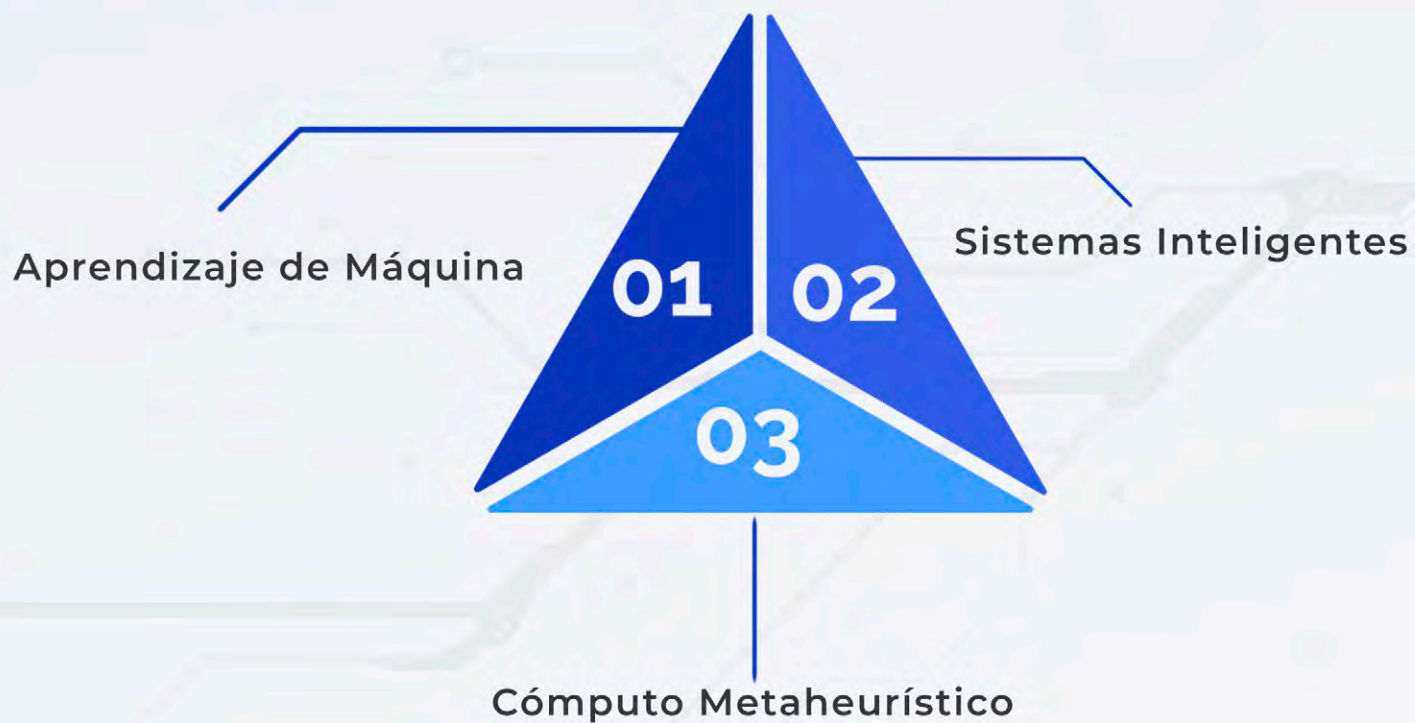 Aprendizaje de Máquina
01
02
Sistemas Inteligentes
03
Cómputo Metaheurístico